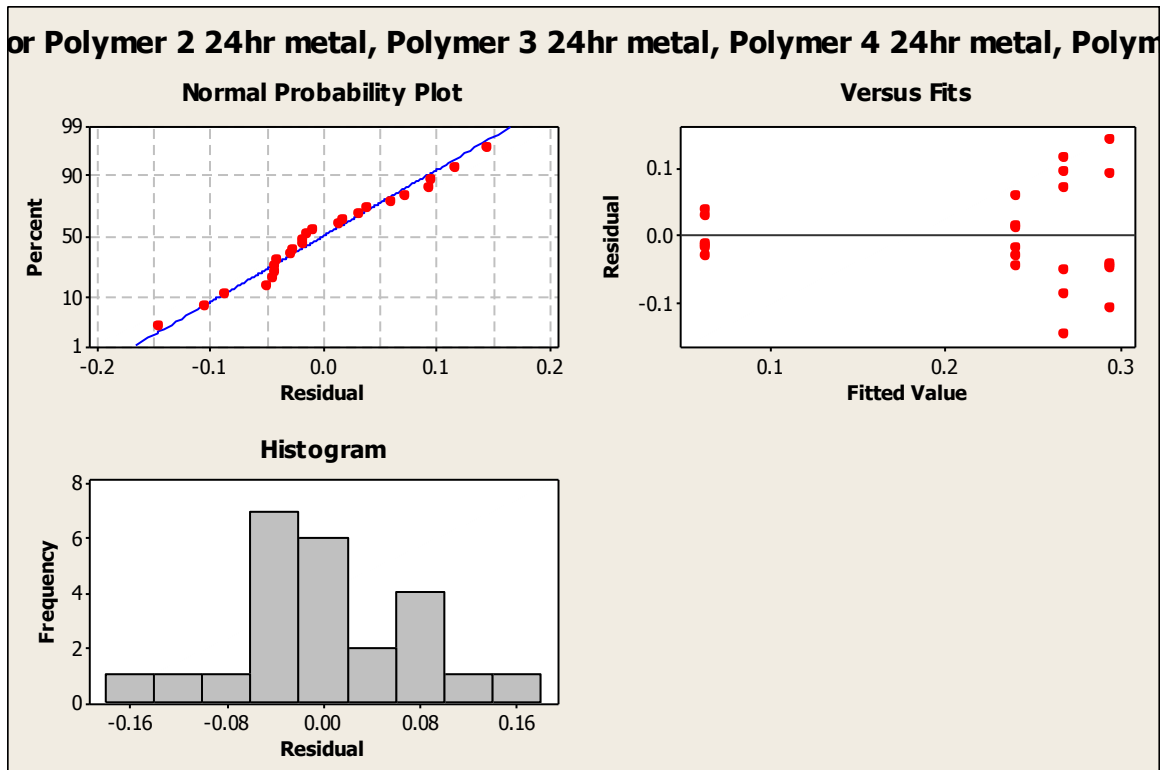 or Polymer 2 24hr metal, Polymer 3 24hr metal, Polymer 4 24hr metal, Polym
Normal Probability Plot
99
90
50
10
1
Percent
-0.2 -0.1 0.0 0.1 0.2
Residual
Versus Fits
0.1
0.0
-0.1
Residual
0.1 0.2 0.3
Fitted Value
Histogram
8
6
4
2
0
Frequency
-0.16 -0.08 0.00 0.08 0.16
Residual